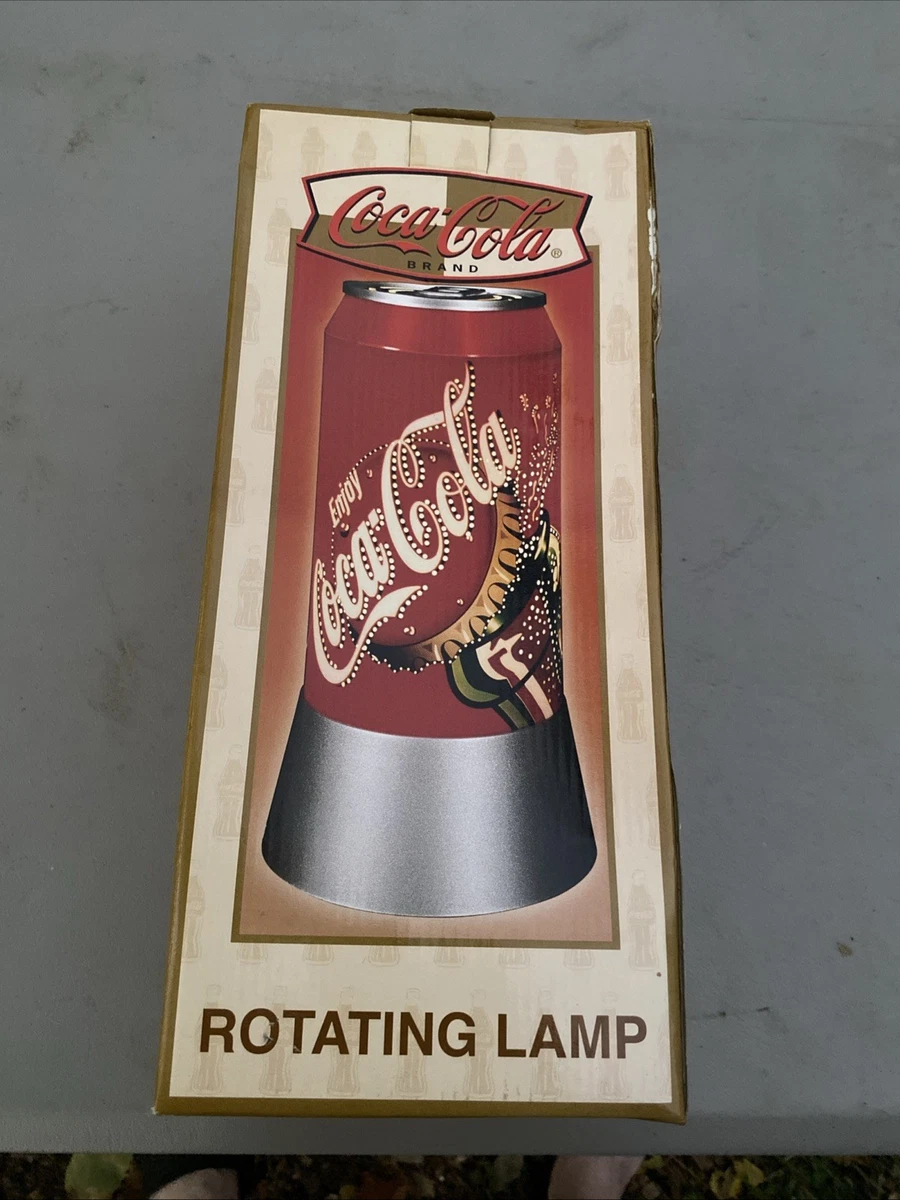 Coca-Cola®
BRAND
Enjoy
Coca-Cola
ROTATING LAMP